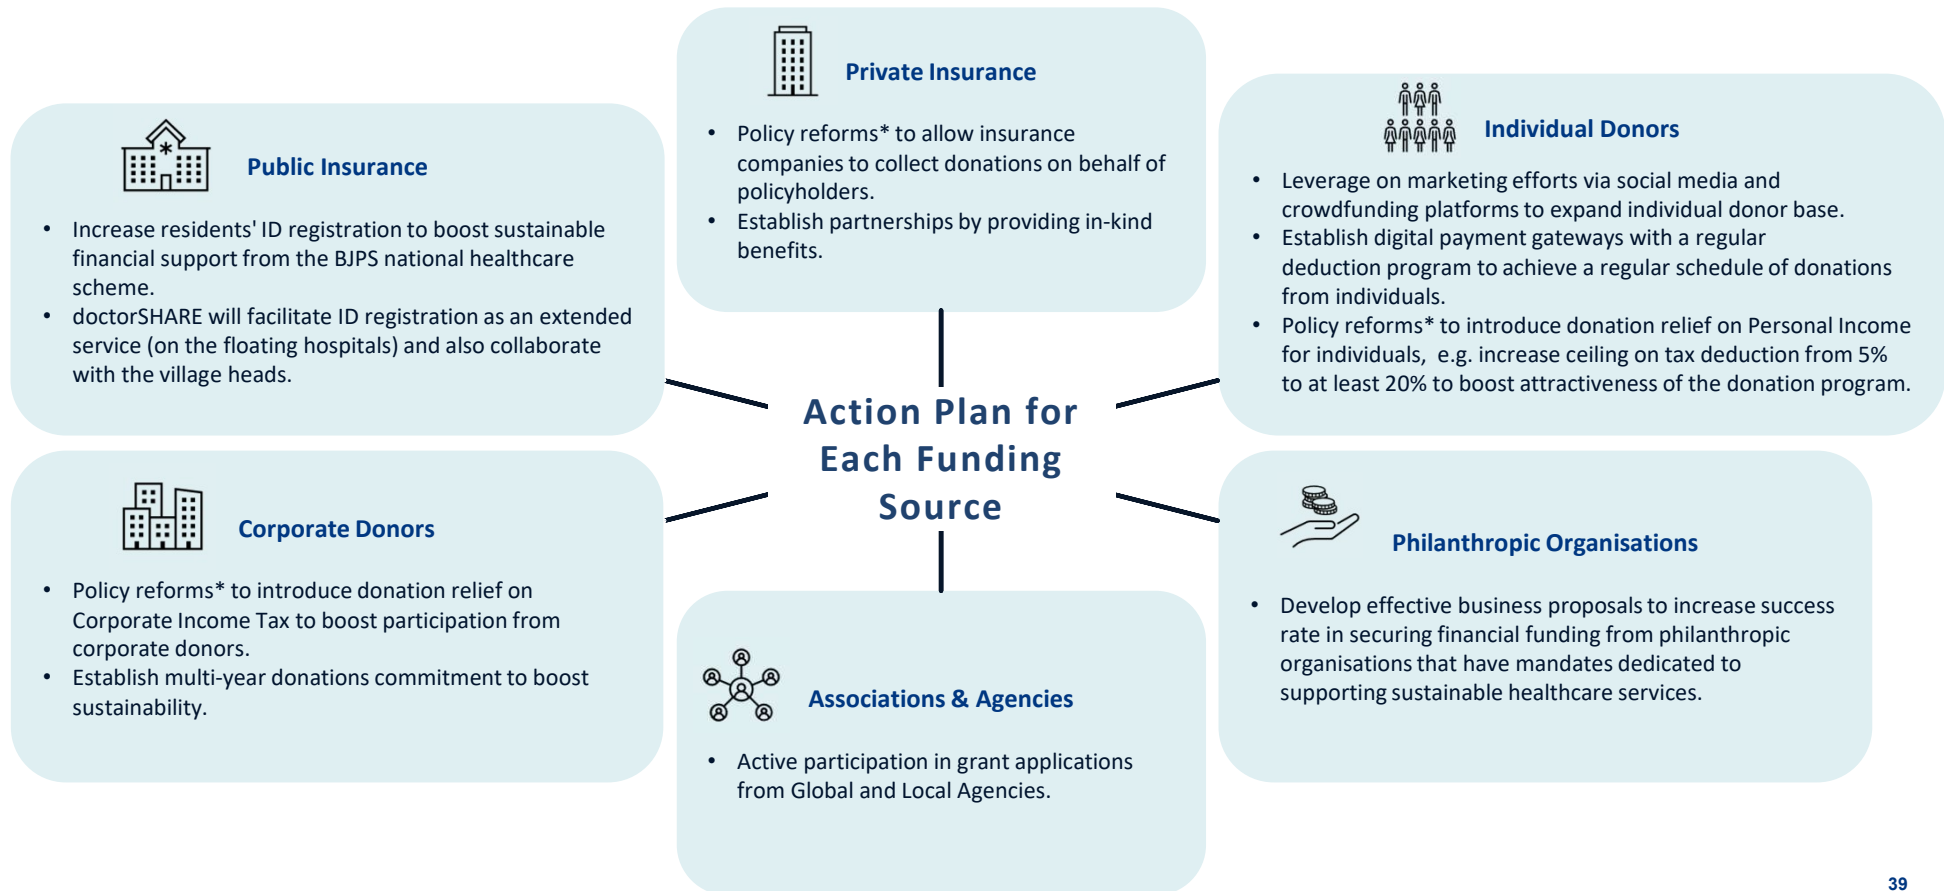 Private Insurance
• Policy reforms* to allow insurance
companies to collect donations on behalf of
policyholders.
• Establish partnerships by providing in-kind
benefits.
Public Insurance
• Increase residents' ID registration to boost sustainable
financial support from the BJPS national healthcare
scheme.
• doctorSHARE will facilitate ID registration as an extended
service (on the floating hospitals) and also collaborate
with the village heads.
Individual Donors
• Leverage on marketing efforts via social media and
crowdfunding platforms to expand individual donor base.
• Establish digital payment gateways with a regular
deduction program to achieve a regular schedule of donations
from individuals.
• Policy reforms* to introduce donation relief on Personal Income
for individuals, e.g. increase ceiling on tax deduction from 5%
to at least 20% to boost attractiveness of the donation program.
Action Plan for
Each Funding
Source
Corporate Donors
• Policy reforms* to introduce donation relief on
Corporate Income Tax to boost participation from
corporate donors.
• Establish multi-year donations commitment to boost
sustainability.
Associations & Agencies
• Active participation in grant applications
from Global and Local Agencies.
Philanthropic Organisations
• Develop effective business proposals to increase success
rate in securing financial funding from philanthropic
organisations that have mandates dedicated to
supporting sustainable healthcare services.
39